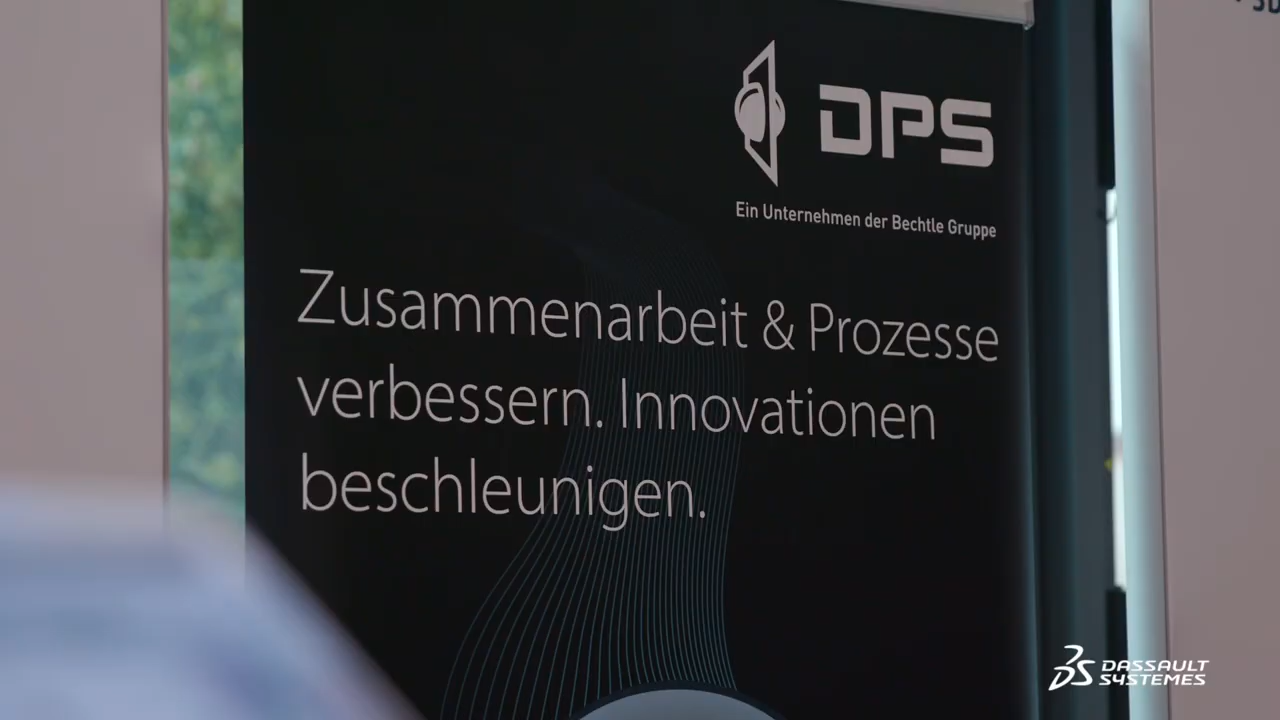 DPS
Ein Unternehmen der Bechtle Gruppe
Zusammenarbeit & Prozesse
verbessern. Innovationen
beschleunigen.
DASSAULT
SYSTEMES